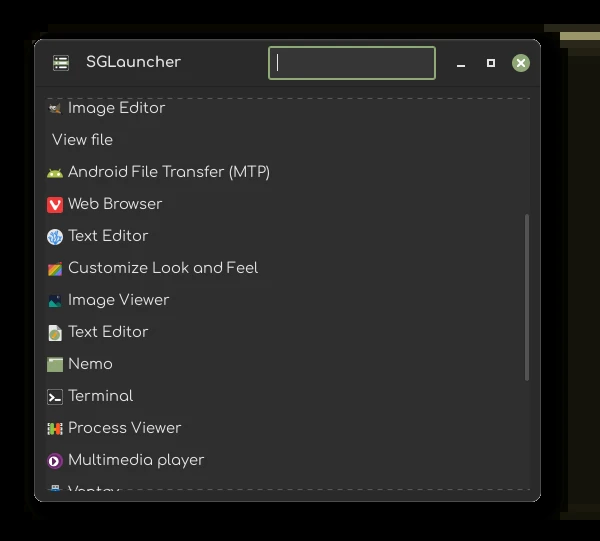 SGLauncher
Image Editor
View file
Android File Transfer (MTP)
Web Browser
Text Editor
Customize Look and Feel
Image Viewer
Text Editor
Nemo
Terminal
Process Viewer
Multimedia player
Ventoy